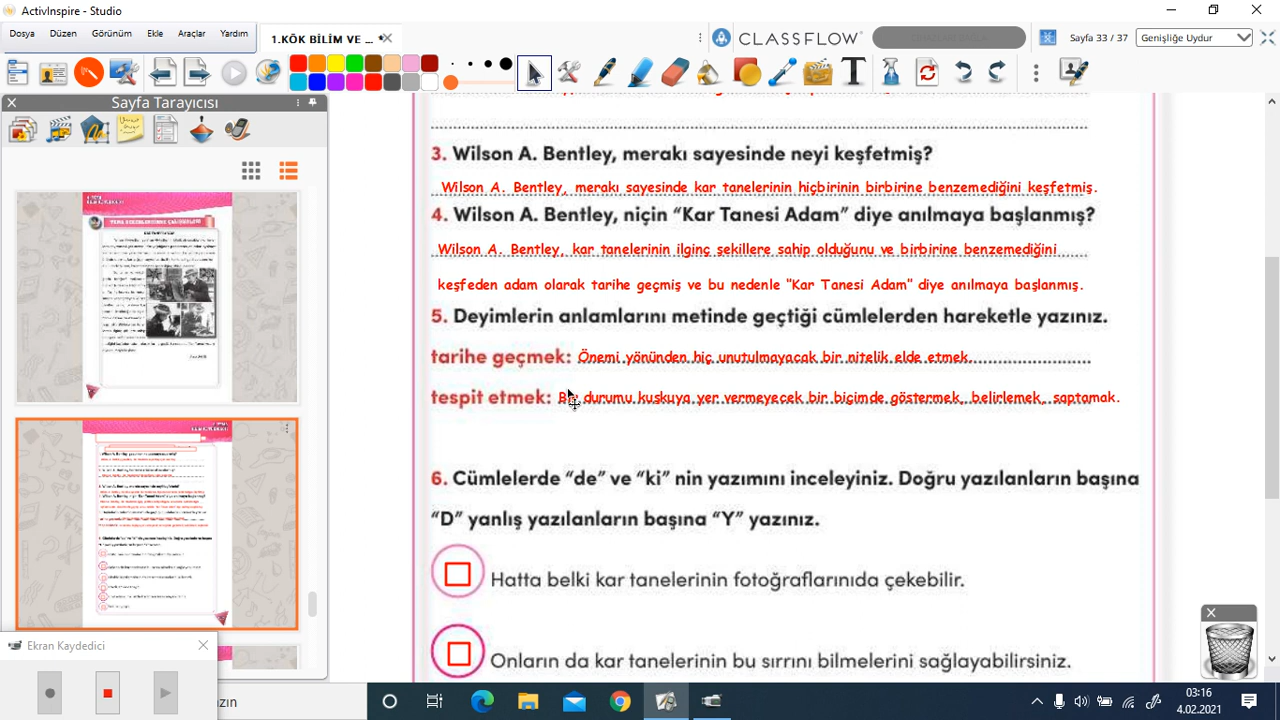 ActivInspire - Studio
Dosya Düzen Görünüm Ekle Araçlar Yardım
1.KÖK BİLİM VE ...
CLASSFLOW
Sayfa 33 / 37
Genişliğe Uydur
Sayfa Tarayıcısı
3. Wilson A. Bentley, merakı sayesinde neyi keşfetmiş?
Wilson A. Bentley, merakı sayesinde kar tanelerinin hiçbirinin birbirine benzemediğini keşfetmiş.
4. Wilson A. Bentley, niçin “Kar Tanesi Adam” diye anılmaya başlanmış?
Wilson A. Bentley, kar tanelerinin ilginç şekillere sahip olduğunu ve birbirine benzemediğini
keşfeden adam olarak tarihe geçmiş ve bu nedenle "Kar Tanesi Adam" diye anılmaya başlanmış.
5. Deyimlerin anlamlarını metinde geçtiği cümlelerden hareketle yazınız.
tarihe geçmek: Önemi yönünden hiç unutulmayacak bir nitelik elde etmek.
tespit etmek: Bir durumu kuşkuya yer vermeyecek bir biçimde göstermek, belirlemek, saptamak.
6. Cümlelerde “de” ve “ki” nin yazımını inceleyiniz. Doğru yazılanların başına
“D” yanlış yazılanların başına “Y” yazınız.
Hatta belki kar tanelerinin fotoğraflarınıda çekebilir.
Onların da kar tanelerinin bu sırrını bilmelerini sağlayabilirsiniz.
Ekran Kaydedici
03:16
4.02.2021